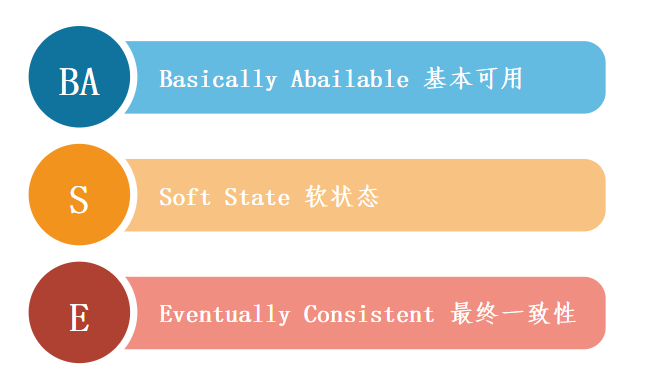 BA
Basically Abailable 基本可用
S
Soft State 软状态
E
Eventually Consistent 最终一致性